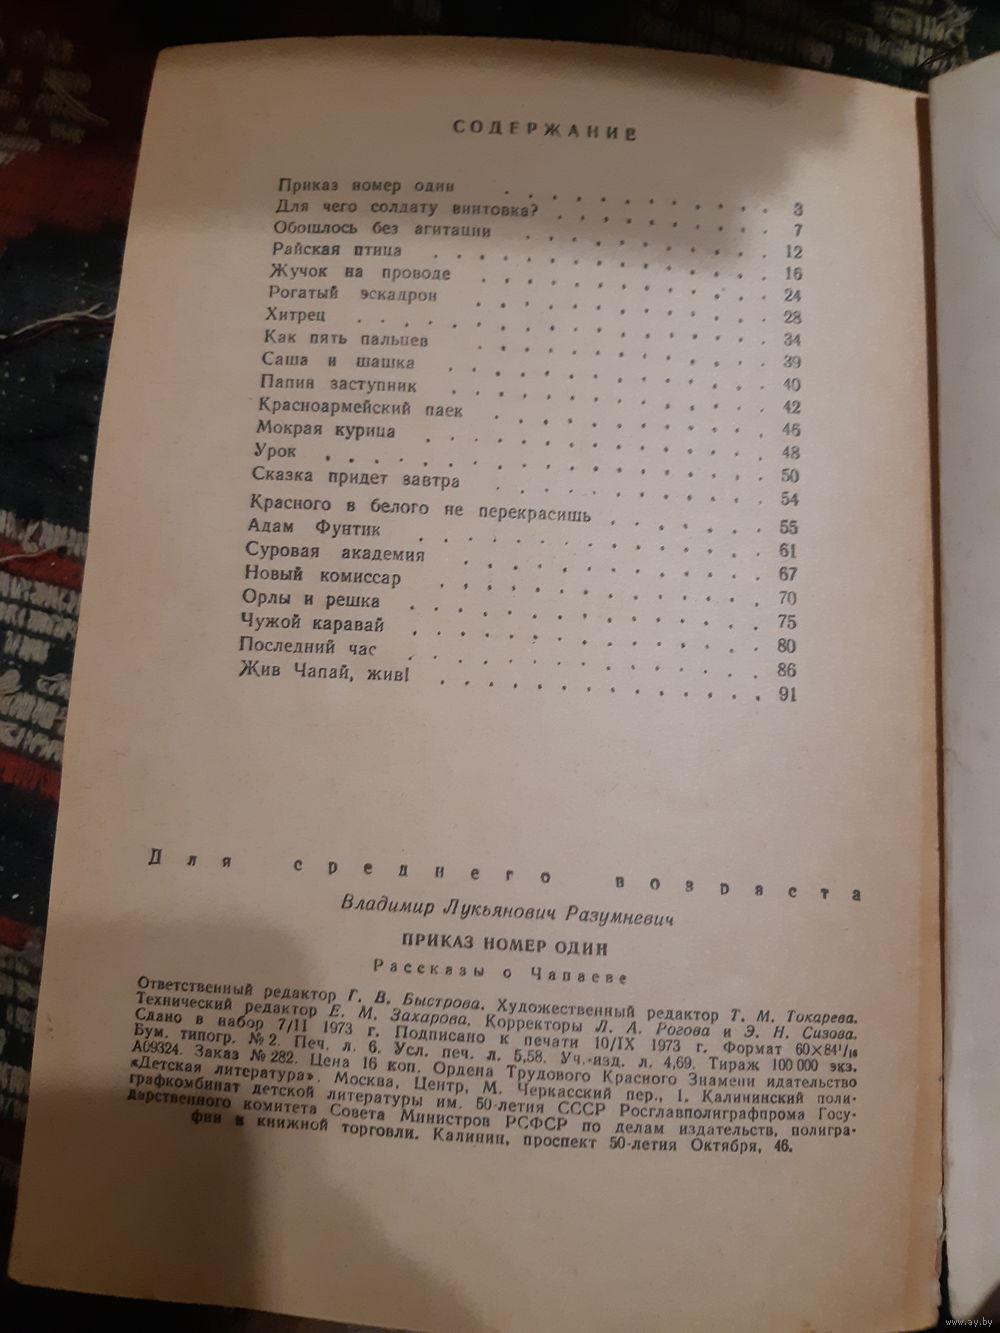 СОДЕРЖАНИЕ
Приказ номер один . . . . . . . . . . . . 3
Для чего солдату винтовка? . . . . . . . . . . 7
Обошлось без агитации . . . . . . . . . . . 12
Райская птица . . . . . . . . . . . . . . 16
Жучок на проводе . . . . . . . . . . . . 24
Рогатый эскадрон . . . . . . . . . . . . 28
Хитрец . . . . . . . . . . . . . . . . . 34
Как пять пальцев . . . . . . . . . . . . 39
Саша и шашка . . . . . . . . . . . . . 40
Папин заступник . . . . . . . . . . . . . 42
Красноармейский паек . . . . . . . . . . . 46
Мокрая курица . . . . . . . . . . . . . 48
Урок . . . . . . . . . . . . . . . . . . 50
Сказка придет завтра . . . . . . . . . . . 54
Красного в белого не перекрасишь . . . . . . . 55
Адам Фунтик . . . . . . . . . . . . . . 61
Суровая академия . . . . . . . . . . . . 67
Новый комиссар . . . . . . . . . . . . . 70
Орлы и решка . . . . . . . . . . . . . . 75
Чужой каравай . . . . . . . . . . . . . . 80
Последний час . . . . . . . . . . . . . . 86
Жив Чапай, жив! . . . . . . . . . . . . . 91
Для среднего возраста
Владимир Лукьянович Разумневич
ПРИКАЗ НОМЕР ОДИН
Рассказы о Чапаеве
Ответственный редактор Г. В. Быстрова. Художественный редактор Т. М. Токарева.
Технический редактор Е. М. Захарова. Корректоры Л. А. Рогова и Э. Н. Сизова.
Сдано в набор 7/II 1973 г. Подписано к печати 10/IX 1973 г. Формат 60×84¹/₁₆
Бум. типогр. № 2. Печ. л. 6. Усл. печ. л. 5,58. Уч.-изд. л. 4,69. Тираж 100 000 экз.
А09324. Заказ № 282. Цена 16 коп. Ордена Трудового Красного Знамени идательство
«Детская литература». Москва, Центр, М. Черкасский пер., 1. Калининский поли-
графкомбинат детской литературы им. 50-летия СССР Росглавполиграфпрома Госу-
дарственного комитета Совета Министров РСФСР по делам издательств, полигра-
фии и книжной торговли. Калинин, проспект 50-летия Октября, 46.
www.ay.by